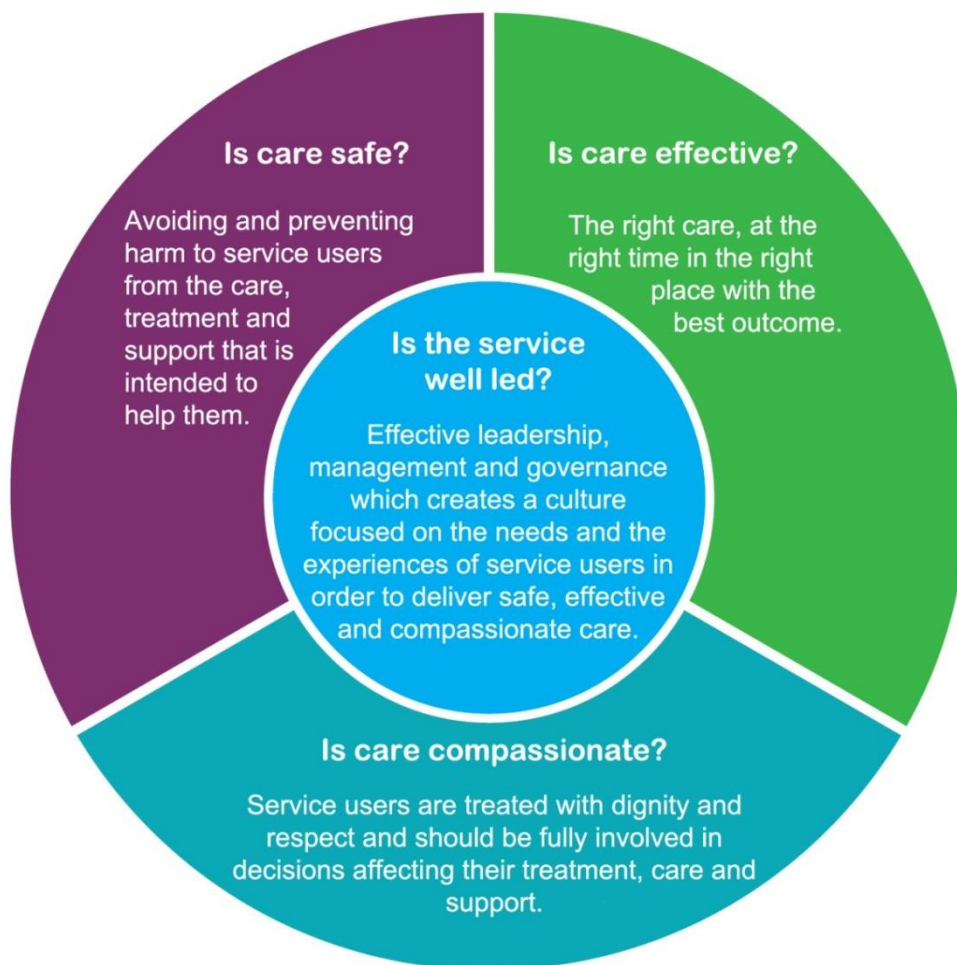 Is care safe?
Avoiding and preventing
harm to service users
from the care,
treatment and
support that is
intended to
help them.
Is care effective?
The right care, at the
right time in the right
place with the
best outcome.
Is the service
well led?
Effective leadership,
management and governance
which creates a culture
focused on the needs and the
experiences of service users in
order to deliver safe, effective
and compassionate care.
Is care compassionate?
Service users are treated with dignity and
respect and should be fully involved in
decisions affecting their treatment, care and
support.